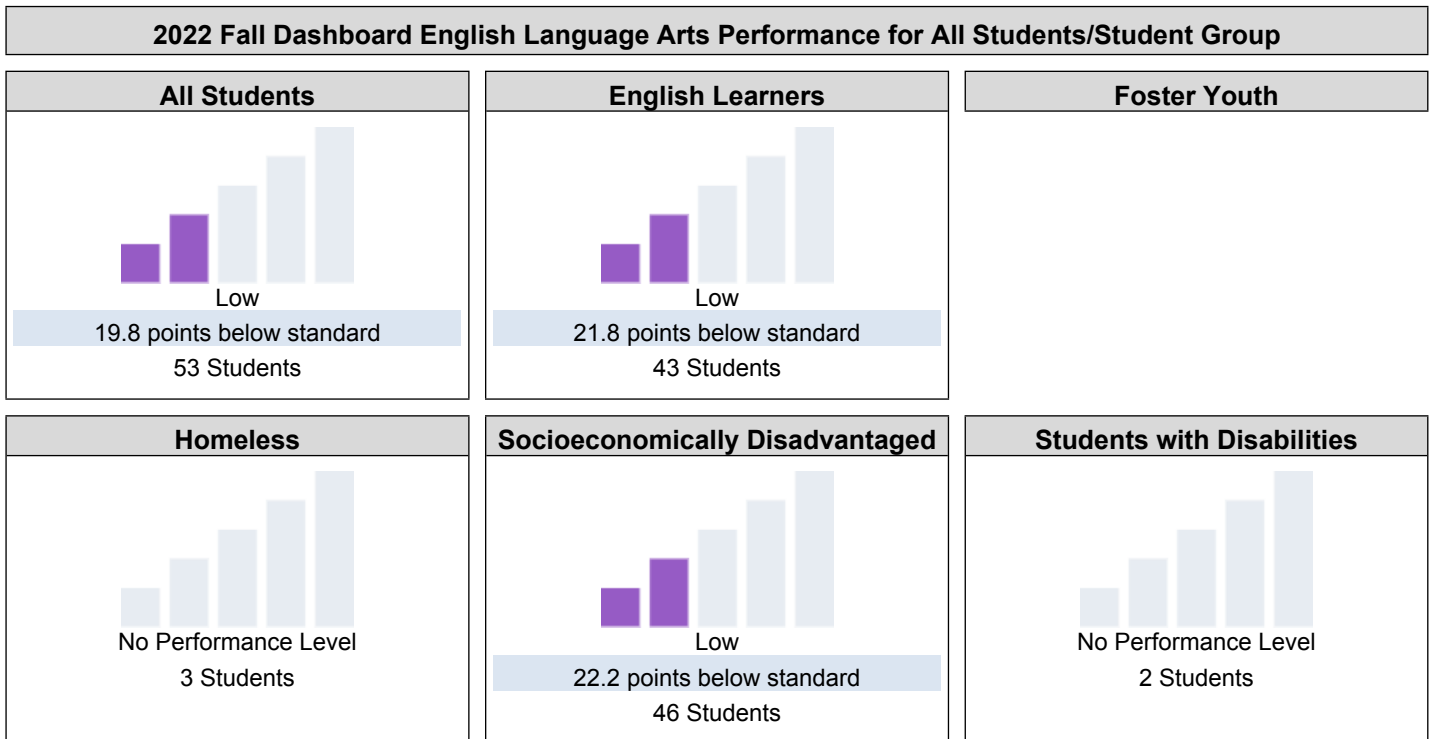 2022 Fall Dashboard English Language Arts Performance for All Students/Student Group
All Students
Low
19.8 points below standard
53 Students
English Learners
Low
21.8 points below standard
43 Students
Foster Youth
Homeless
No Performance Level
3 Students
Socioeconomically Disadvantaged
Low
22.2 points below standard
46 Students
Students with Disabilities
No Performance Level
2 Students